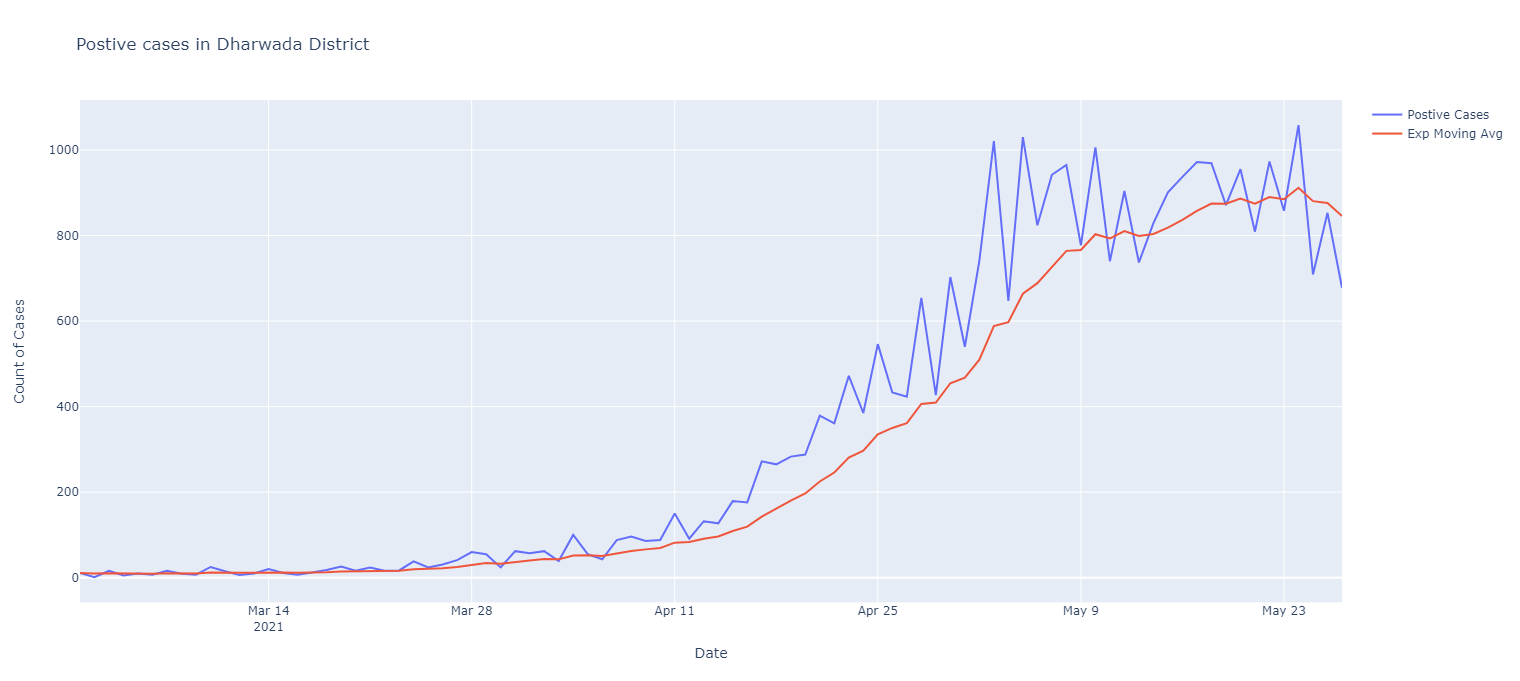 Postive cases in Dharwada District
Postive Cases
Exp Moving Avg
1000
800
600
400
200
0
Count of Cases
Mar 14
2021
Mar 28
Apr 11
Apr 25
May 9
May 23
Date